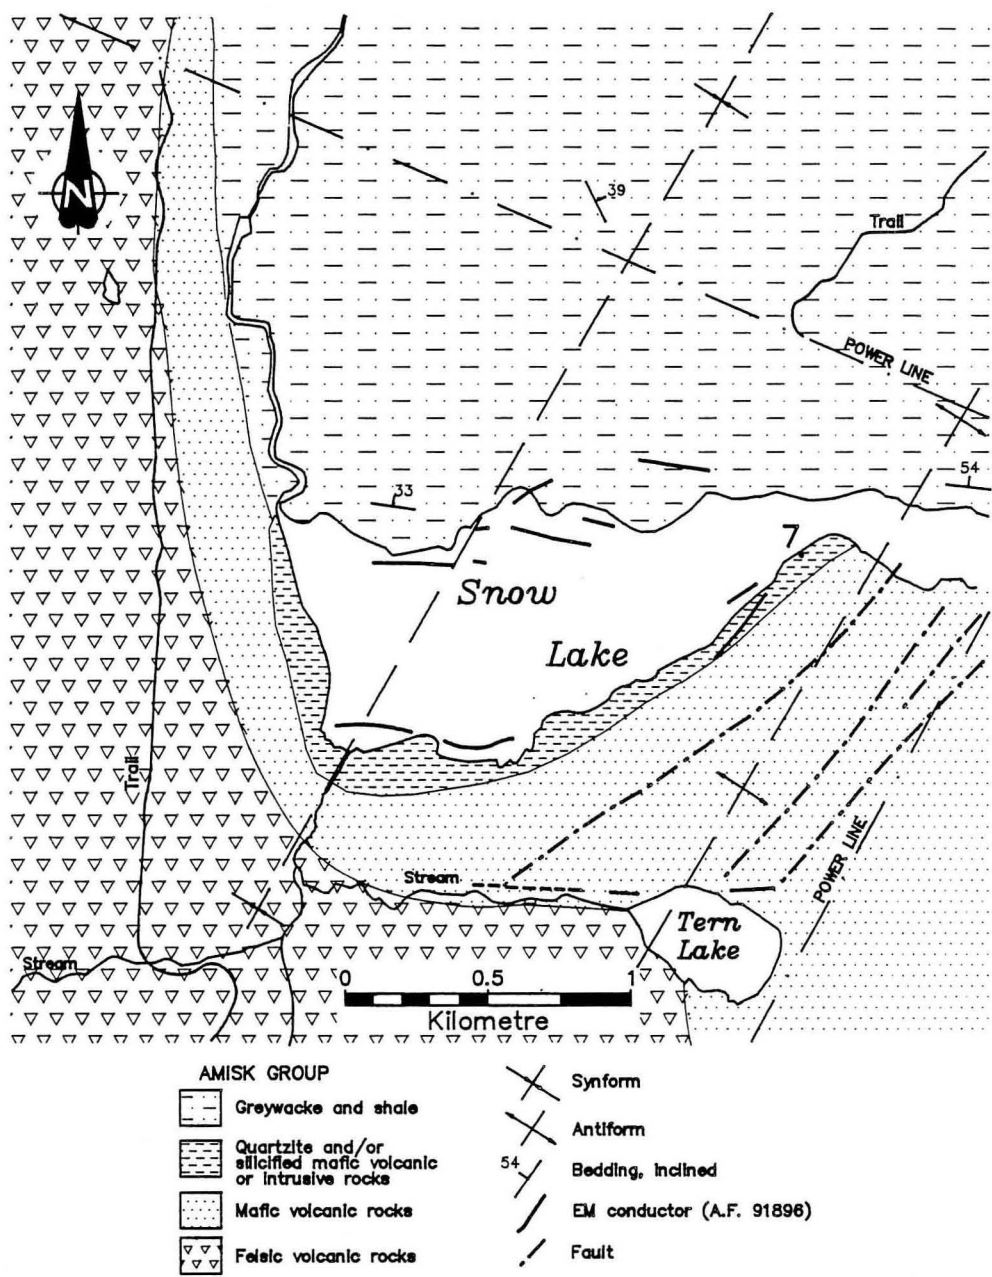 N
39
Trail
POWER LINE
54
33
7.
Snow
Lake
Trail
POWER LINE
Stream
Tern
Lake
Stream
0 0.5 1
Kilometre
AMISK GROUP
Greywacke and shale
Quartzite and/or
silicified mafic volcanic
or intrusive rocks
Mafic volcanic rocks
Felsic volcanic rocks
Synform
Antiform
54
Bedding, inclined
EM conductor (A.F. 91896)
Fault